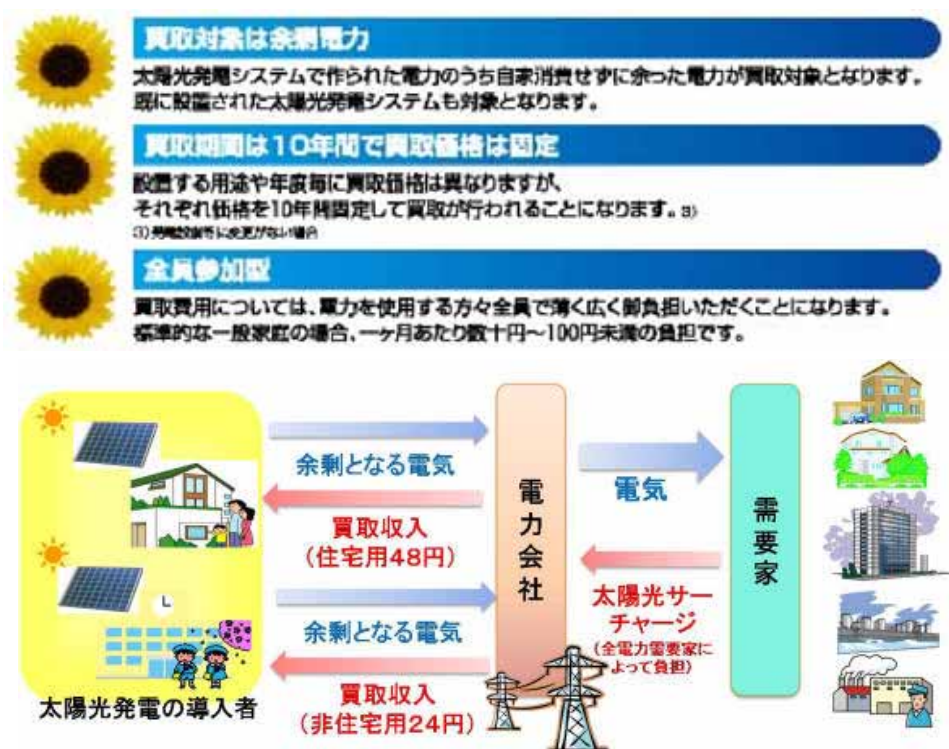 買取対象は余剰電力
太陽光発電システムで作られた電力のうち自家消費せずに余った電力が買取対象となります。
既に設置された太陽光発電システムも対象となります。
買取期間は10年間で買取価格は固定
設置する用途や年度毎に買取価格は異なりますが、
それぞれ価格を10年間固定して買取が行われることになります。3)
3)発電設備等に変更がない場合
全員参加型
買取費用については、電力を使用する方々全員で薄く広く御負担いただくことになります。
標準的な一般家庭の場合、一ヶ月あたり数十円～100円未満の負担です。
余剰となる電気
買取収入
(住宅用48円)
余剰となる電気
買取収入
(非住宅用24円)
太陽光発電の導入者
電力会社
電気
太陽光サー
チャージ
(全電力需要家に
よって負担)
需要家